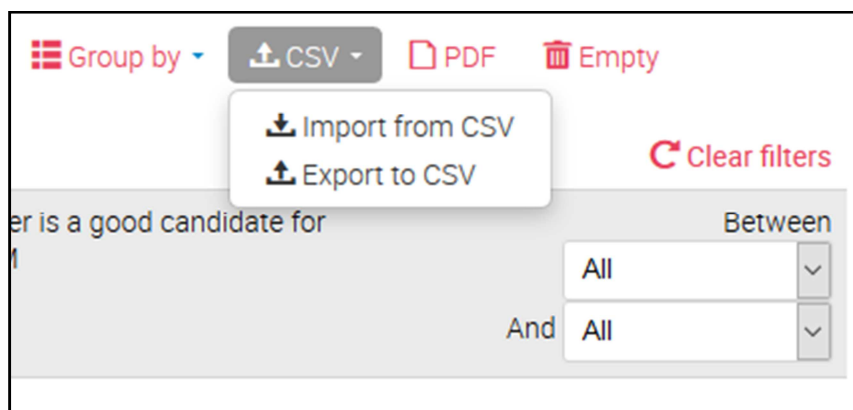 Group by CSV PDF Empty
Import from CSV
Clear filters
Export to CSV
er is a good candidate for Between
All
And All